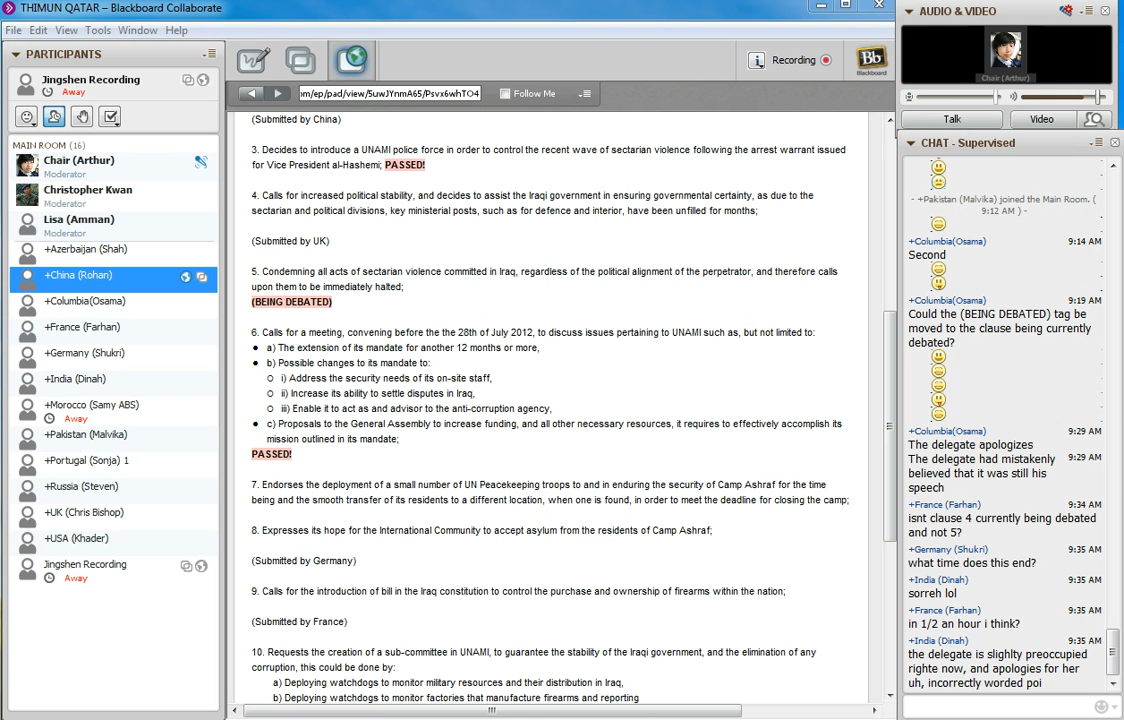 THIMUN QATAR – Blackboard Collaborate
File Edit View Tools Window Help
PARTICIPANTS
Jingshen Recording
Away
MAIN ROOM (16)
Chair (Arthur)
Moderator
Christopher Kwan
Moderator
Lisa (Amman)
Moderator
+Azerbaijan (Shah)
+China (Rohan)
+Columbia(Osama)
+France (Farhan)
+Germany (Shukri)
+India (Dinah)
+Morocco (Samy ABS)
Away
+Pakistan (Malvika)
+Portugal (Sonja) 1
+Russia (Steven)
+UK (Chris Bishop)
+USA (Khader)
Jingshen Recording
Away
Recording
Bb
Blackboard
om/ep/pad/view/5uwJYnmA65/Psvx6whTO4
Follow Me
(Submitted by China)
3. Decides to introduce a UNAMI police force in order to control the recent wave of sectarian violence following the arrest warrant issued
for Vice President al-Hashemi; PASSED!
4. Calls for increased political stability, and decides to assist the Iraqi government in ensuring governmental certainty, as due to the
sectarian and political divisions, key ministerial posts, such as for defence and interior, have been unfilled for months;
(Submitted by UK)
5. Condemning all acts of sectarian violence committed in Iraq, regardless of the political alignment of the perpetrator, and therefore calls
upon them to be immediately halted;
(BEING DEBATED)
6. Calls for a meeting, convening before the the 28th of July 2012, to discuss issues pertaining to UNAMI such as, but not limited to:
a) The extension of its mandate for another 12 months or more,
b) Possible changes to its mandate to:
i) Address the security needs of its on-site staff,
ii) Increase its ability to settle disputes in Iraq,
iii) Enable it to act as and advisor to the anti-corruption agency,
c) Proposals to the General Assembly to increase funding, and all other necessary resources, it requires to effectively accomplish its
mission outlined in its mandate;
PASSED!
7. Endorses the deployment of a small number of UN Peacekeeping troops to and in enduring the security of Camp Ashraf for the time
being and the smooth transfer of its residents to a different location, when one is found, in order to meet the deadline for closing the camp;
8. Expresses its hope for the International Community to accept asylum from the residents of Camp Ashraf;
(Submitted by Germany)
9. Calls for the introduction of bill in the Iraq constitution to control the purchase and ownership of firearms within the nation;
(Submitted by France)
10. Requests the creation of a sub-committee in UNAMI, to guarantee the stability of the Iraqi government, and the elimination of any
corruption, this could be done by:
a) Deploying watchdogs to monitor military resources and their distribution in Iraq,
b) Deploying watchdogs to monitor factories that manufacture firearms and reporting
AUDIO & VIDEO
Chair (Arthur)
Talk Video
CHAT - Supervised
- +Pakistan (Malvika) joined the Main Room. (
9:12 AM ) -
+Columbia(Osama) 9:14 AM
Second
+Columbia(Osama) 9:19 AM
Could the (BEING DEBATED) tag be
moved to the clause being currently
debated?
+Columbia(Osama) 9:29 AM
The delegate apologizes
The delegate had mistakenly 9:29 AM
believed that it was still his
speech
+France (Farhan) 9:34 AM
isnt clause 4 currently being debated
and not 5?
+Germany (Shukri) 9:35 AM
what time does this end?
+India (Dinah) 9:35 AM
sorreh lol
+France (Farhan) 9:35 AM
in 1/2 an hour i think?
+India (Dinah) 9:35 AM
the delegate is slighlty preoccupied
righte now, and apologies for her
uh, incorrectly worded poi